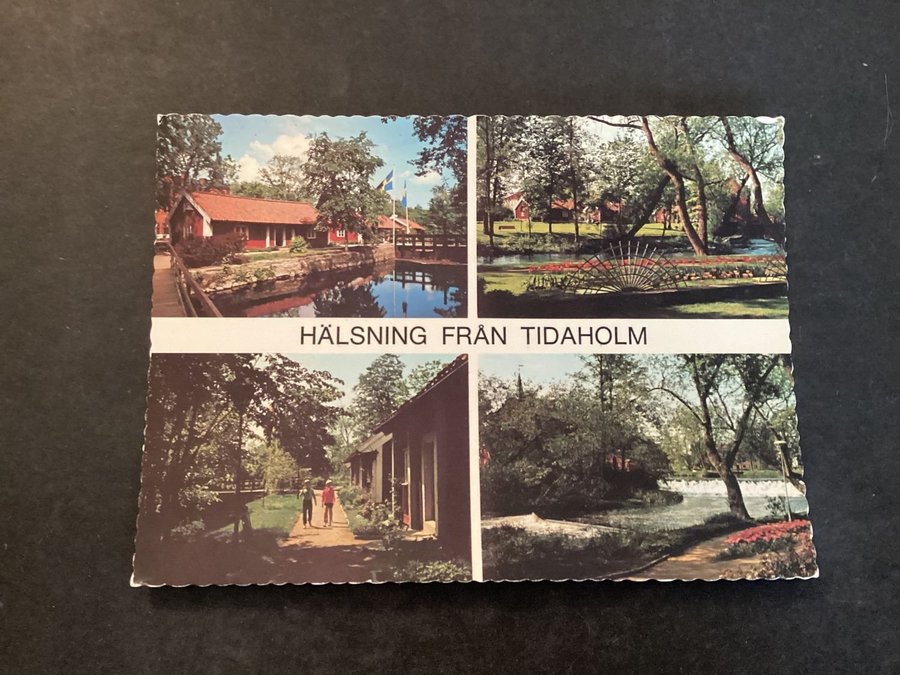 HÄLSNING FRÅN TIDAHOLM